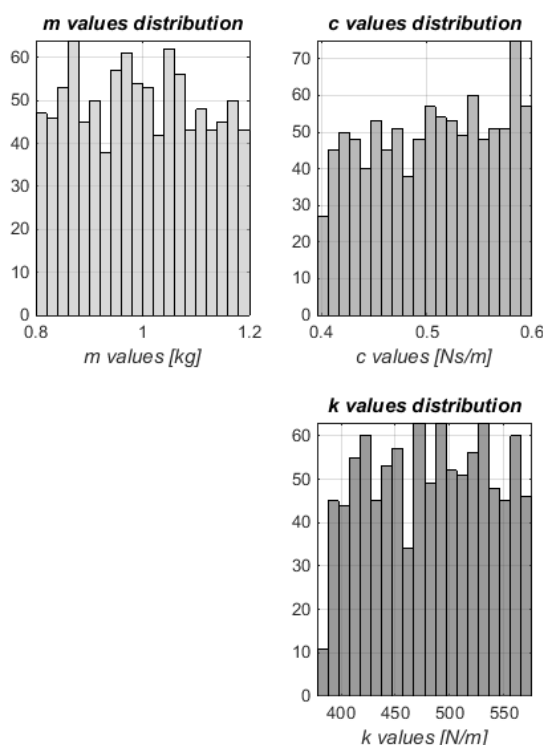 m values distribution
60
50
40
30
20
10
0
0.8 1 1.2
m values [kg]
c values distribution
70
60
50
40
30
20
10
0
0.4 0.5 0.6
c values [Ns/m]
k values distribution
60
50
40
30
20
10
0
400 450 500 550
k values [N/m]